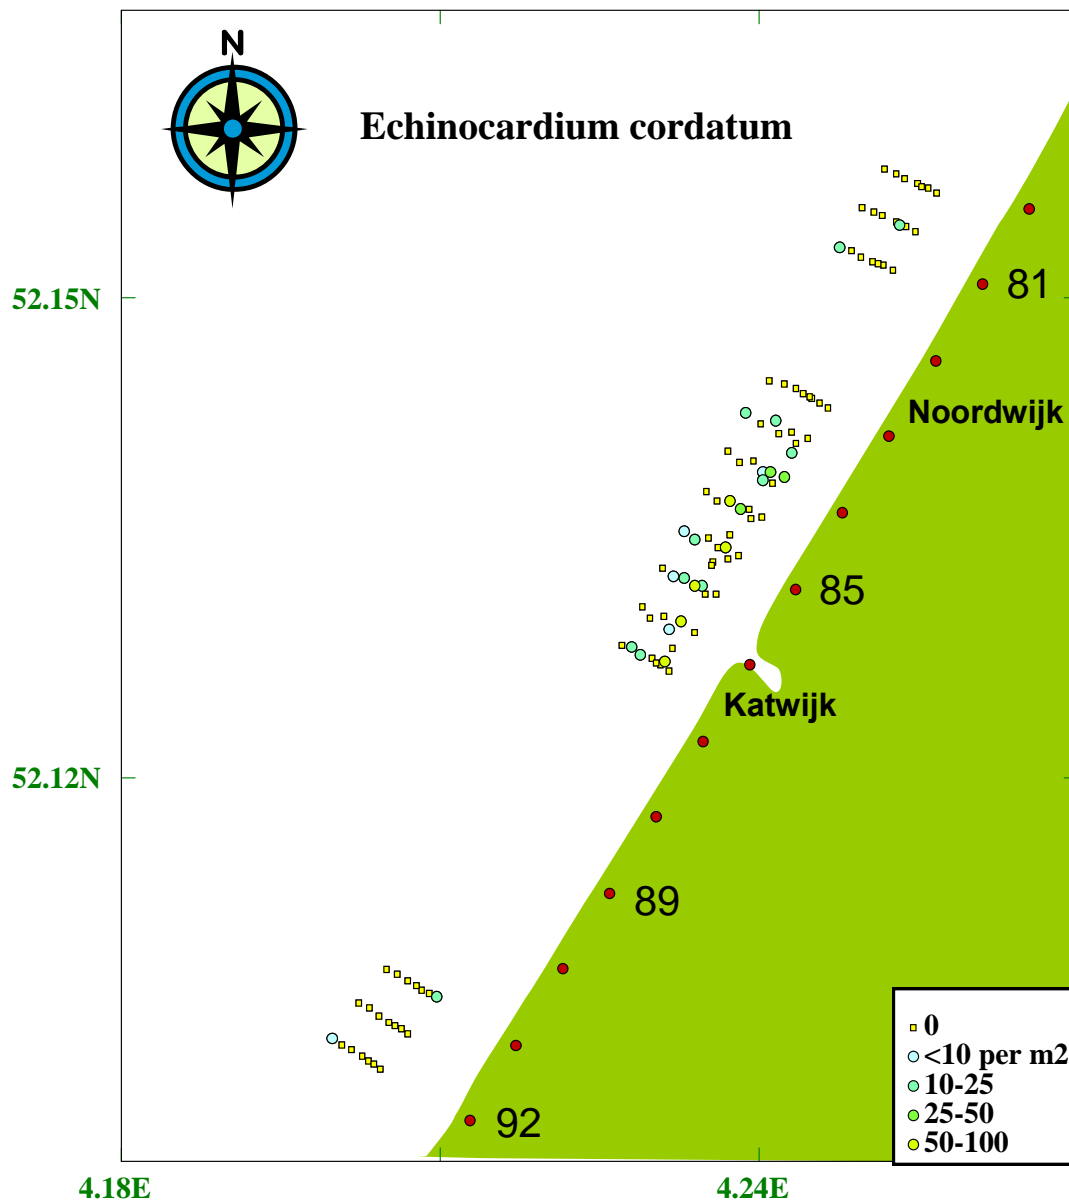 N
Echinocardium cordatum
52.15N
81
Noordwijk
85
Katwijk
52.12N
89
0
<10 per m2
10-25
25-50
50-100
92
4.18E
4.24E